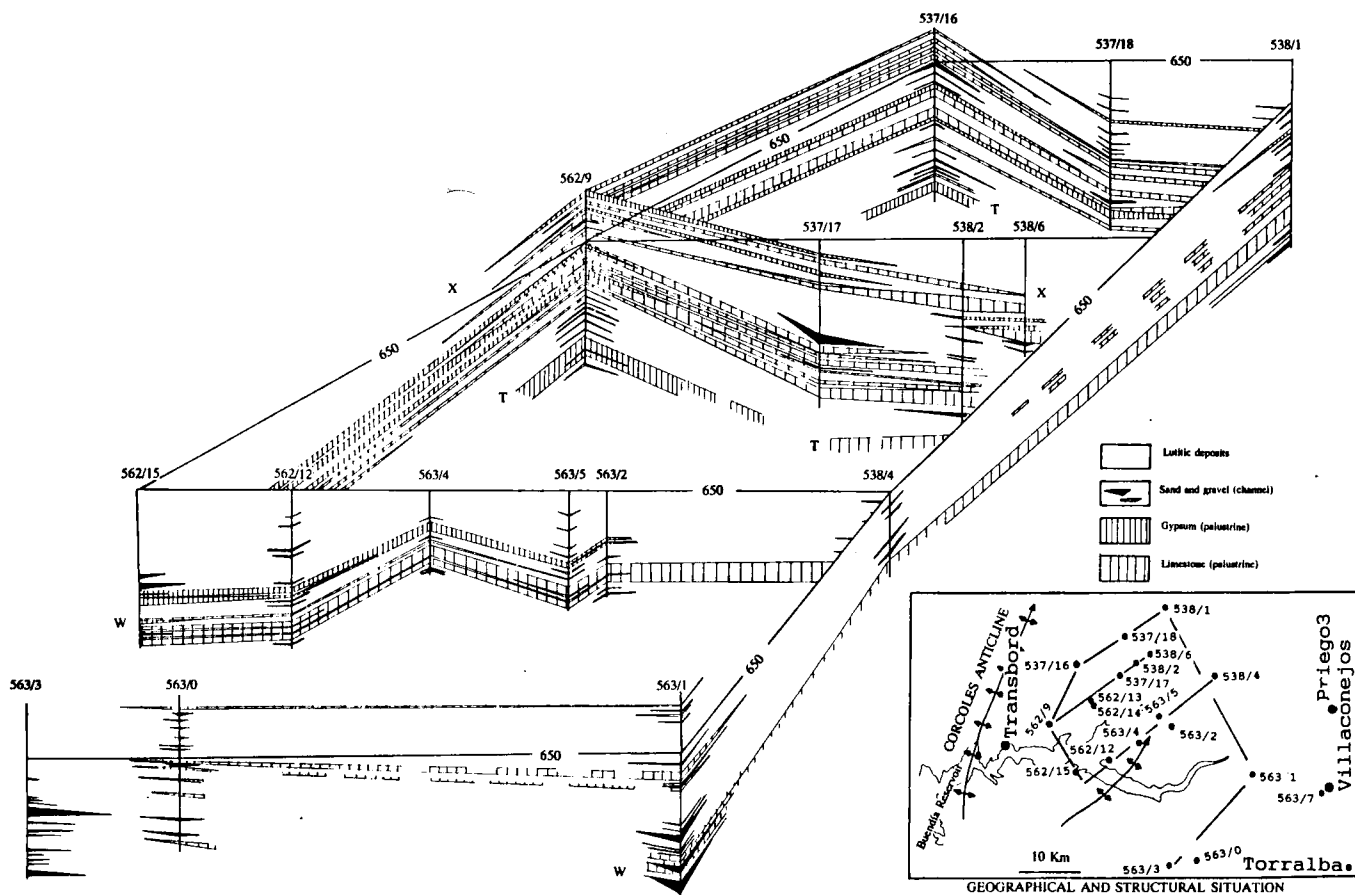 537/16
537/18
538/1
650
650
562/9
T
537/17
538/2
538/6
X
X
650
650
T
T
562/15
562/12
563/4
563/5
563/2
650
538/4
Lutitic deposits
Sand and gravel (channel)
Gypsum (palustrine)
Limestone (palustrine)
W
650
563/3
563/0
563/1
650
W
538/1
537/18
538/6
538/2
537/16
537/17
538/4
562/13
562/14
563/5
562/9
563/4
563/2
562/12
562/15
563 1
563/7
563/3
563/0
CORCOLES ANTICLINE
Transbord
Buendía Reservoir
Priego3
Villaconejos
Torralba
10 Km
GEOGRAPHICAL AND STRUCTURAL SITUATION